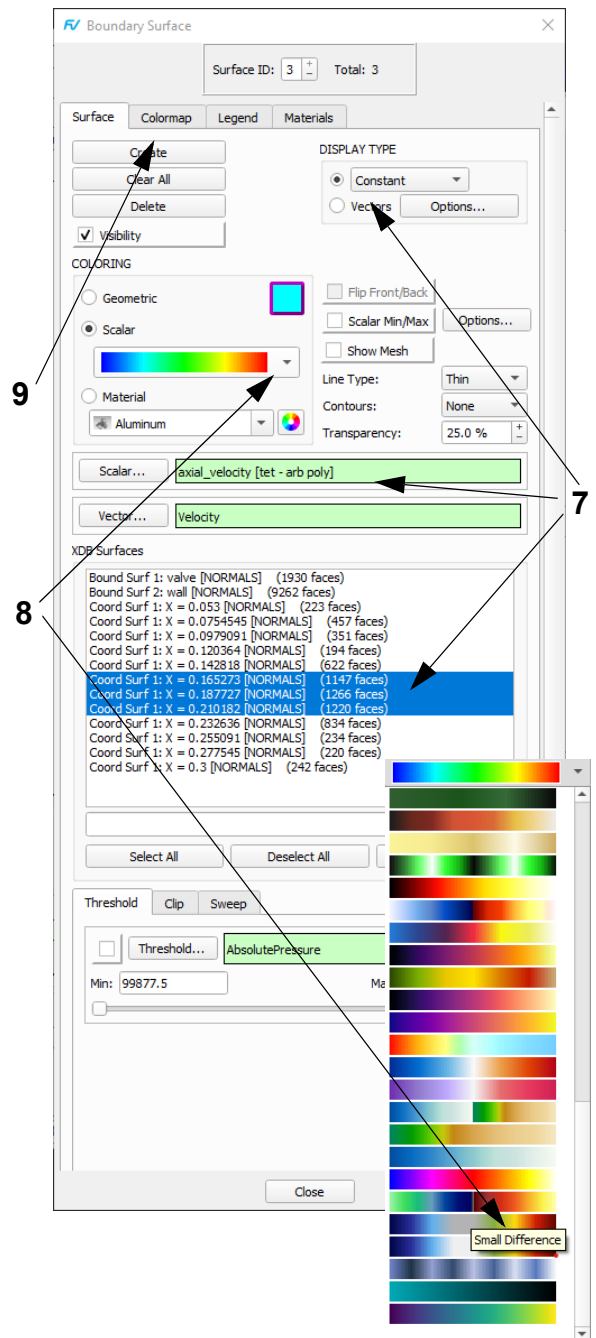 FV Boundary Surface
Surface ID: 3 Total: 3
Surface Colormap Legend Materials
Create
DISPLAY TYPE
Clear All
Constant
Delete
Vectors Options...
Visibility
COLORING
Geometric
Flip Front/Back
Scalar
Scalar Min/Max Options...
Show Mesh
9
Line Type: Thin
Material
Contours: None
Aluminum
Transparency: 25.0 %
Scalar... axial_velocity [tet - arb poly]
7
Vector... Velocity
XDB Surfaces
8
Bound Surf 1: valve [NORMALS] (1930 faces)
Bound Surf 2: wall [NORMALS] (9262 faces)
Coord Surf 1: X = 0.053 [NORMALS] (223 faces)
Coord Surf 1: X = 0.0754545 [NORMALS] (457 faces)
Coord Surf 1: X = 0.0979091 [NORMALS] (351 faces)
Coord Surf 1: X = 0.120364 [NORMALS] (194 faces)
Coord Surf 1: X = 0.142818 [NORMALS] (622 faces)
Coord Surf 1: X = 0.165273 [NORMALS] (1147 faces)
Coord Surf 1: X = 0.187727 [NORMALS] (1266 faces)
Coord Surf 1: X = 0.210182 [NORMALS] (1220 faces)
Coord Surf 1: X = 0.232636 [NORMALS] (834 faces)
Coord Surf 1: X = 0.255091 [NORMALS] (234 faces)
Coord Surf 1: X = 0.277545 [NORMALS] (220 faces)
Coord Surf 1: X = 0.3 [NORMALS] (242 faces)
Select All Deselect All
Threshold Clip Sweep
Threshold... AbsolutePressure
Min: 99877.5 Ma
Close
Small Difference